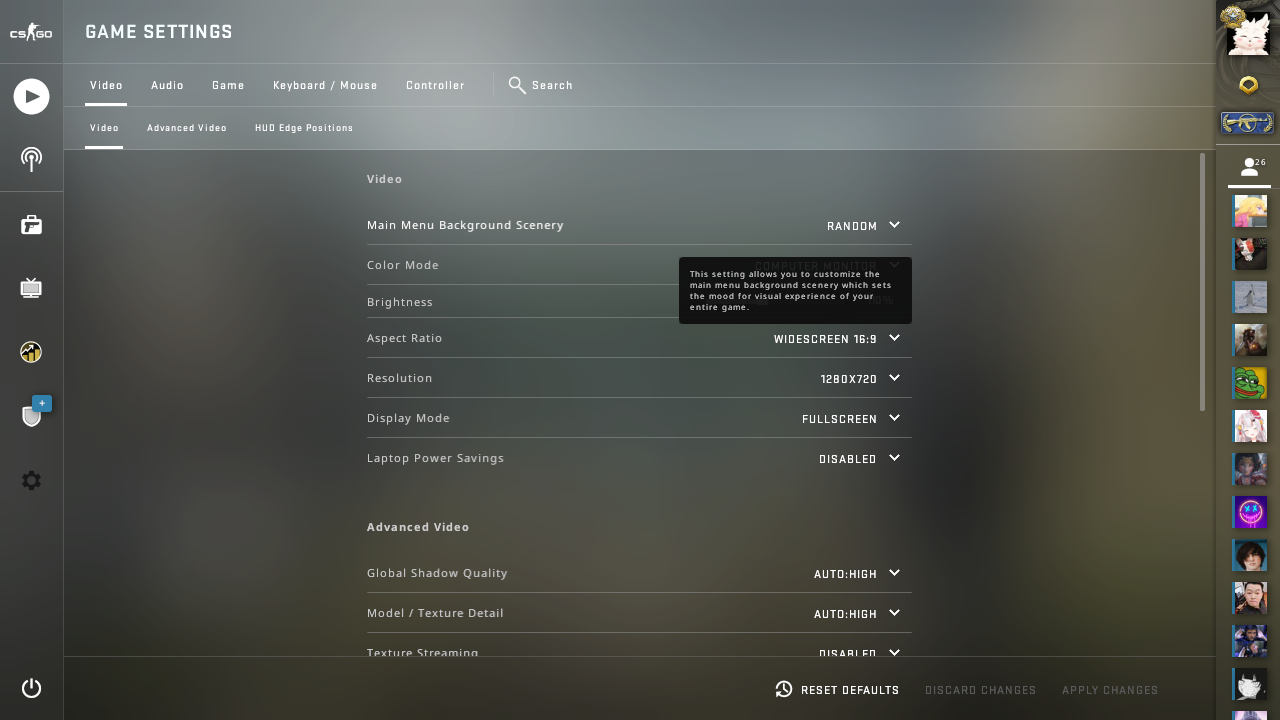 CS GO
GAME SETTINGS
Video Audio Game Keyboard / Mouse Controller Search
Video Advanced Video HUD Edge Positions
26
Video
Main Menu Background Scenery RANDOM
Color Mode COMPUTER MONITOR
This setting allows you to customize the
main menu background scenery which sets
the mood for visual experience of your
entire game.
Brightness
Aspect Ratio WIDESCREEN 16:9
Resolution 1280X720
+
Display Mode FULLSCREEN
Laptop Power Savings DISABLED
Advanced Video
Global Shadow Quality AUTO:HIGH
Model / Texture Detail AUTO:HIGH
Texture Streaming DISABLED
RESET DEFAULTS DISCARD CHANGES APPLY CHANGES